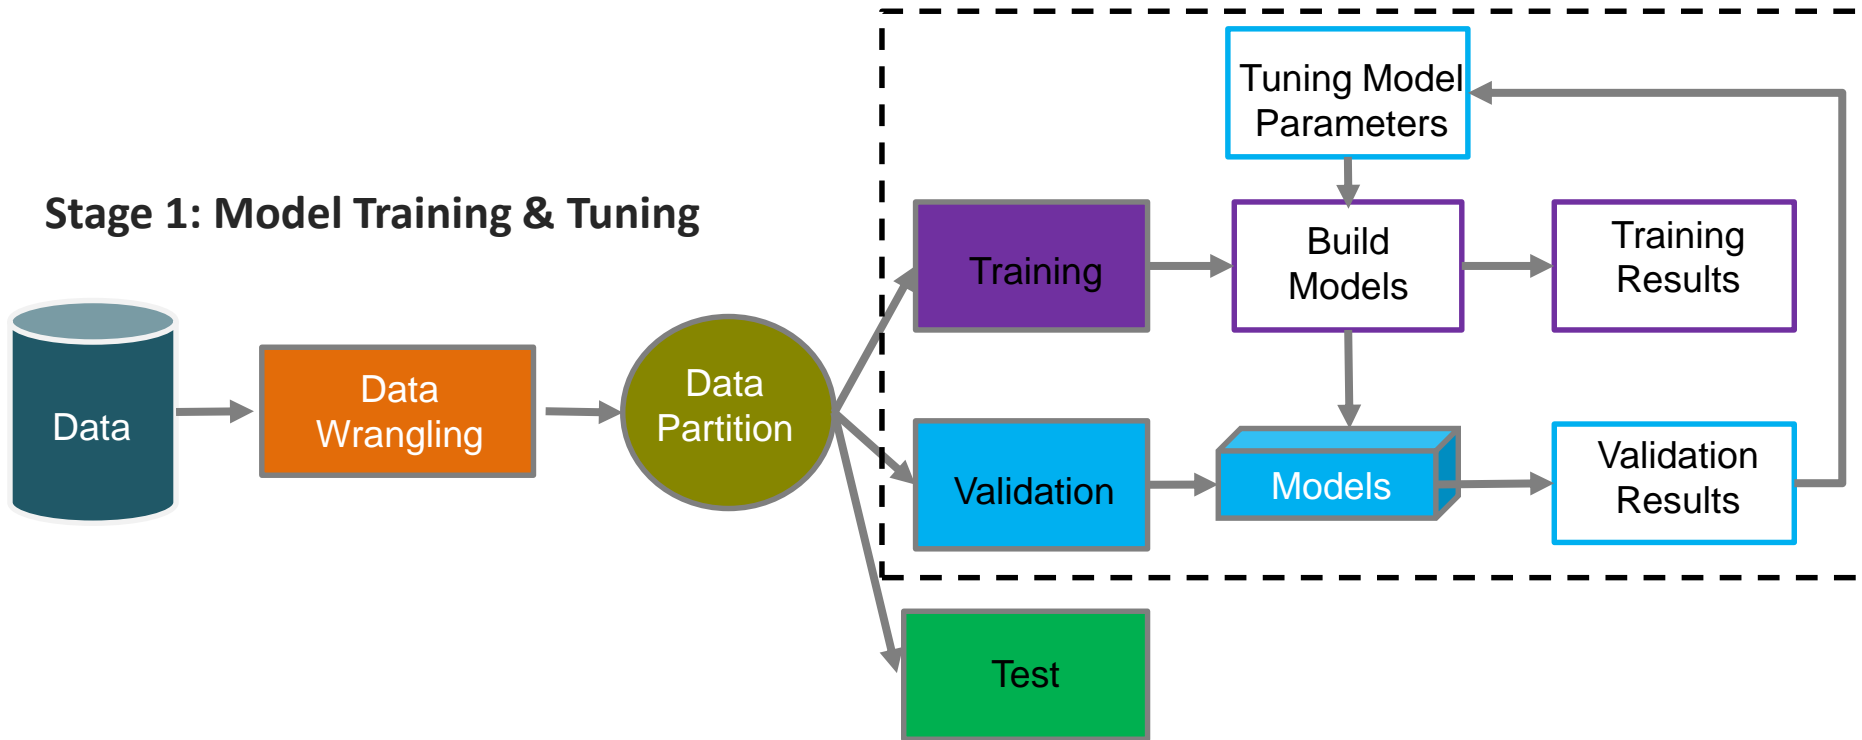 Tuning Model
Parameters
Stage 1: Model Training & Tuning
Training
Build
Models
Training
Results
Data
Data
Wrangling
Data
Partition
Validation
Models
Validation
Results
Test